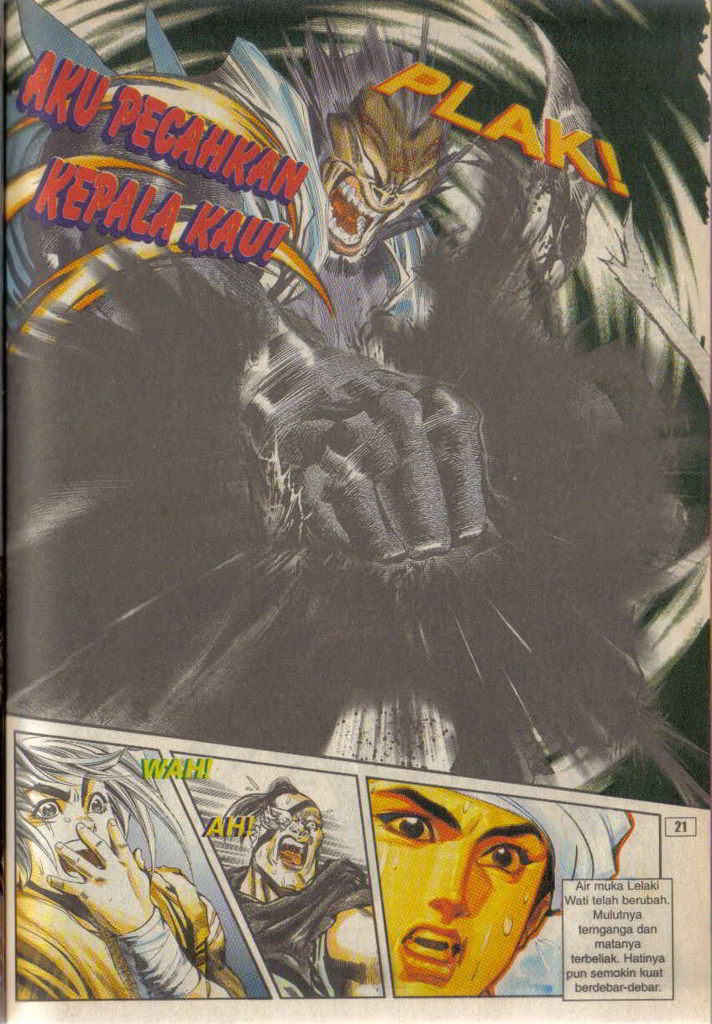 AKU PECAHKAN
KEPALA KAU!
PLAK!
WAH!
AH!
21
Air muka Lelaki
Wati telah berubah.
Mulutnya
ternganga dan
matanya
terbeliak. Hatinya
pun semokin kuat
berdebar-debar.